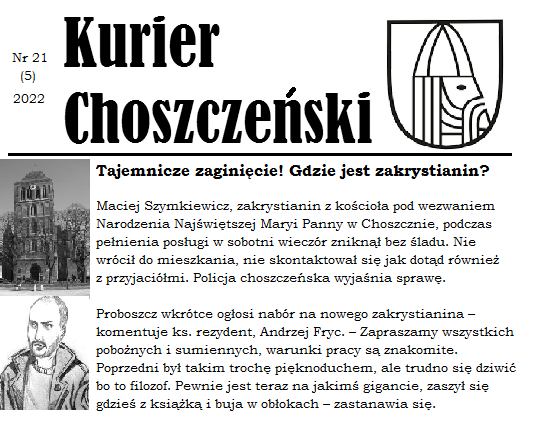 Nr 21
(5)
2022
Kurier
Choszczeński
Tajemnicze zaginięcie! Gdzie jest zakrystianin?
Maciej Szymkiewicz, zakrystianin z kościoła pod wezwaniem
Narodzenia Najświętszej Maryi Panny w Choszcznie, podczas
pełnienia posługi w sobotni wieczór zniknął bez śladu. Nie
wrócił do mieszkania, nie skontaktował się jak dotąd również
z przyjaciółmi. Policja choszczeńska wyjaśnia sprawę.
Proboszcz wkrótce ogłosi nabór na nowego zakrystianina –
komentuje ks. rezydent, Andrzej Fryc. – Zapraszamy wszystkich
pobożnych i sumiennych, warunki pracy są znakomite.
Poprzedni był takim trochę pięknoduchem, ale trudno się dziwić
bo to filozof. Pewnie jest teraz na jakimś gigancie, zaszył się
gdzieś z książką i buja w obłokach – zastanawia się.